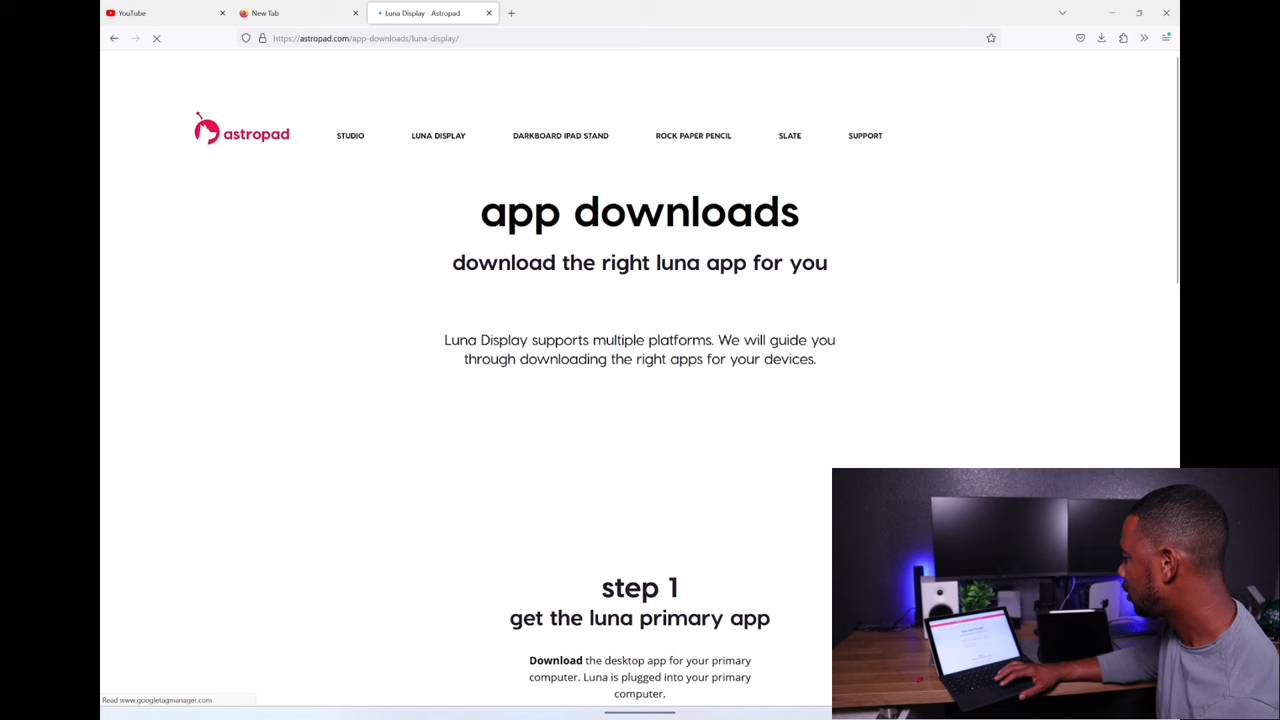 YouTube
New Tab
Luna Display - Astropad
https://astropad.com/app-downloads/luna-display/
astropad
STUDIO
LUNA DISPLAY
DARKBOARD IPAD STAND
ROCK PAPER PENCIL
SLATE
SUPPORT
app downloads
download the right luna app for you
Luna Display supports multiple platforms. We will guide you
through downloading the right apps for your devices.
step 1
get the luna primary app
Download the desktop app for your primary
computer. Luna is plugged into your primary
computer.
Read www.googletagmanager.com